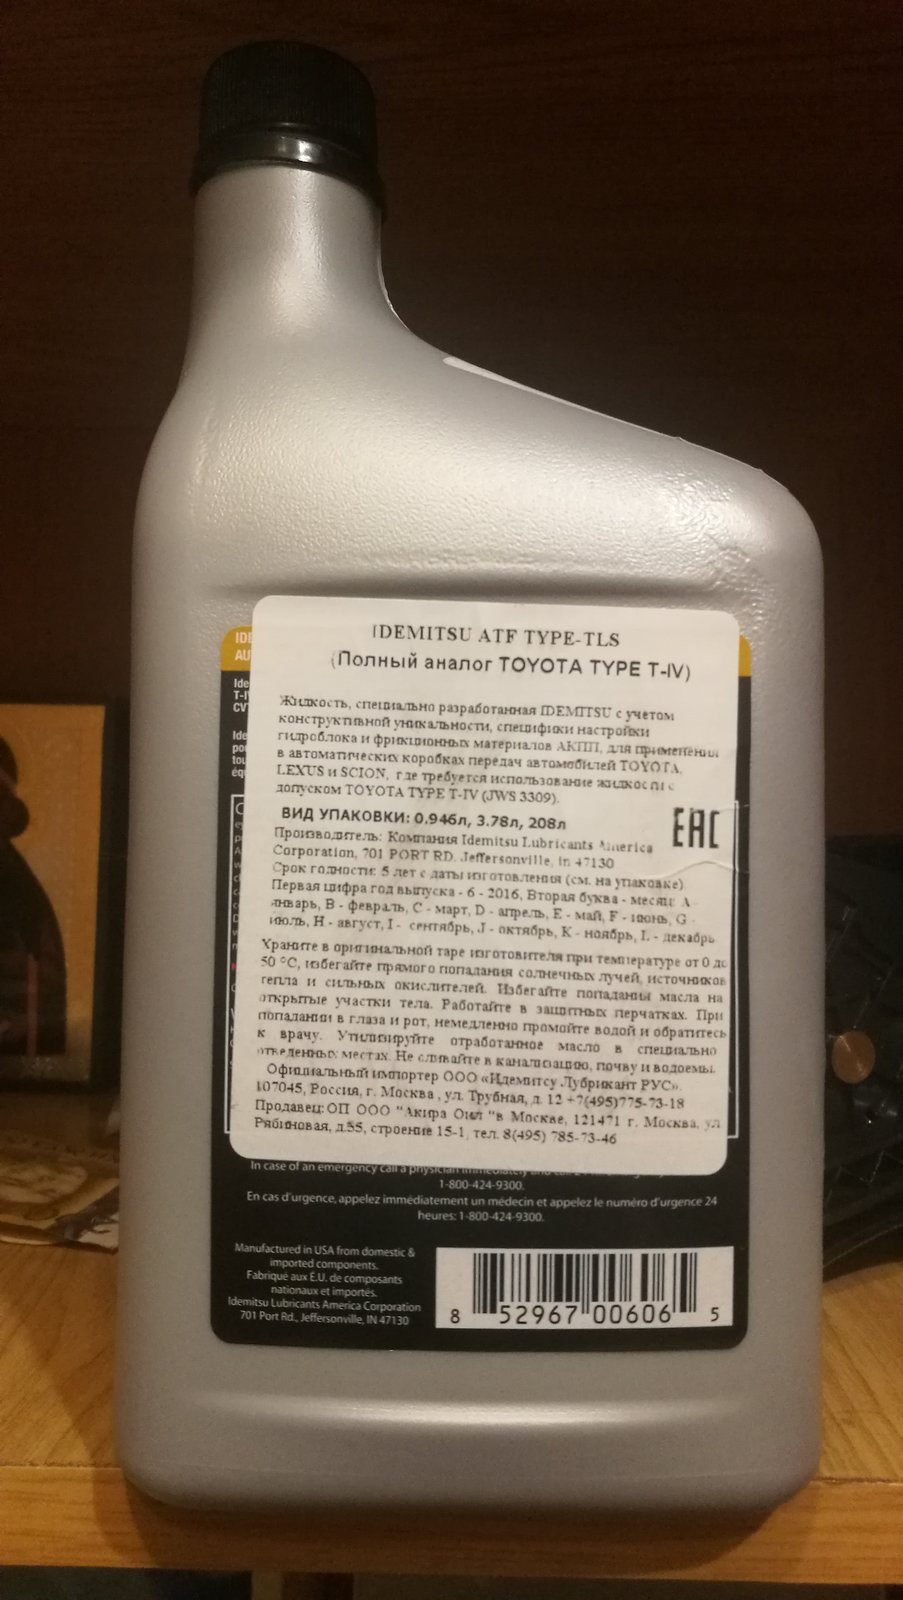 IDEMITSU ATF TYPE-TLS
(Полный аналог TOYOTA TYPE T-IV)
Жидкость, специально разработанная IDEMITSU с учетом
конструктивной уникальности, специфики настройки
гидроблока и фрикционных материалов АКПП, для применения
в автоматических коробках передач автомобилей TOYOTA,
LEXUS и SCION, где требуется использование жидкости с
допуском TOYOTA TYPE T-IV (JWS 3309).
ВИД УПАКОВКИ: 0.946л, 3.78л, 208л
EAC
Производитель: Компания Idemitsu Lubricants America
Corporation, 701 PORT RD. Jeffersonville, in 47130
Срок годности: 5 лет с даты изготовления (см. на упаковке)
Первая цифра год выпуска - 6 - 2016, Вторая буква - месяц: A -
январь, B - февраль, C - март, D - апрель, E - май, F - июнь, G -
июль, H - август, I - сентябрь, J - октябрь, K - ноябрь, L - декабрь
Храните в оригинальной таре изготовителя при температуре от 0 до
50 °C, избегайте прямого попадания солнечных лучей, источников
тепла и сильных окислителей. Избегайте попадания масла на
открытые участки тела. Работайте в защитных перчатках. При
попадании в глаза и рот, немедленно промойте водой и обратитесь
к врачу. Утилизируйте отработанное масло в специально
отведенных местах. Не сливайте в канализацию, почву и водоемы.
Официальный импортер ООО «Идемитсу Лубрикант РУС».
107045, Россия, г. Москва , ул. Трубная, д. 12 +7(495)775-73-18
Продавец: ОП ООО "Акира Оил "в Москве, 121471 г. Москва, ул
Рябиновая, д.55, строение 15-1, тел. 8(495) 785-73-46
In case of an emergency call a physician immediately and call 24
1-800-424-9300.
En cas d'urgence, appelez immédiatement un médecin et appelez le numéro d'urgence 24
heures: 1-800-424-9300.
Manufactured in USA from domestic &
imported components.
Fabriqué aux É.U. de composants
nationaux et importés.
Idemitsu Lubricants America Corporation
701 Port Rd., Jeffersonville, IN 47130
8 52967 00606 5